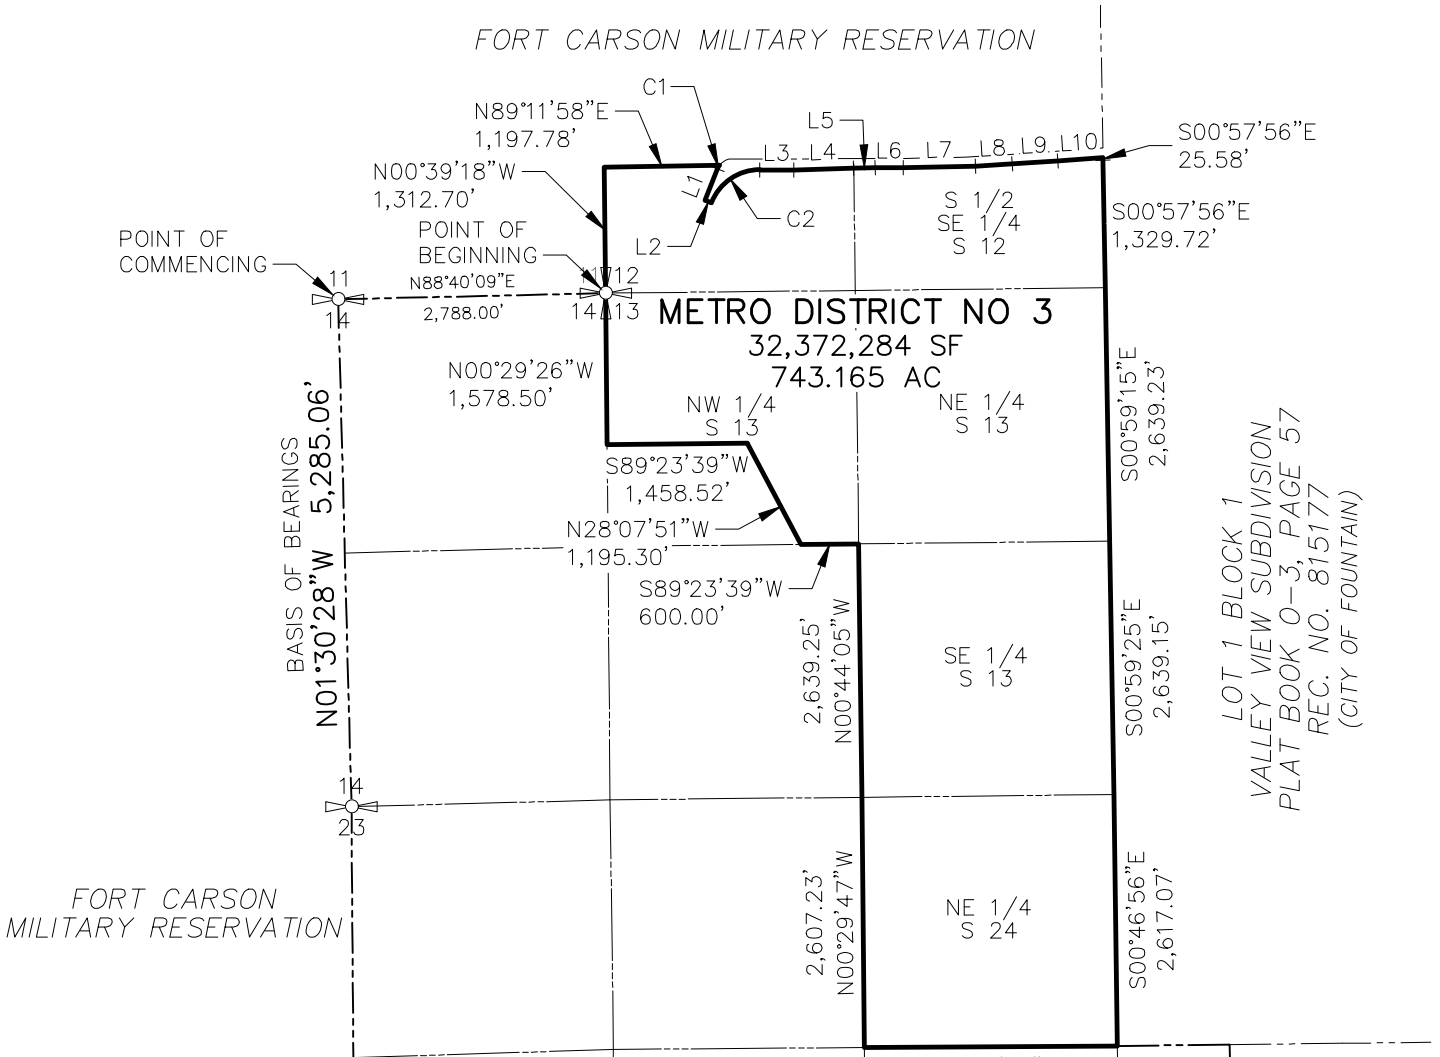 FORT CARSON MILITARY RESERVATION
C1
N89°11'58"E
1,197.78'
L5
L3
L4
L6
L7
L8
L9
L10
S00°57'56"E
25.58'
N00°39'18"W
1,312.70'
L1
S 1/2
SE 1/4
S 12
S00°57'56"E
1,329.72'
C2
L2
POINT OF
BEGINNING
POINT OF
COMMENCING
11
14
N88°40'09"E
2,788.00'
11 12
14 13
METRO DISTRICT NO 3
32,372,284 SF
743.165 AC
N00°29'26"W
1,578.50'
NW 1/4
S 13
NE 1/4
S 13
S00°59'15"E
2,639.23'
S89°23'39"W
1,458.52'
N28°07'51"W
1,195.30'
S89°23'39"W
600.00'
BASIS OF BEARINGS
N01°30'28"W 5,285.06'
2,639.25'
N00°44'05"W
SE 1/4
S 13
S00°59'25"E
2,639.15'
LOT 1 BLOCK 1
VALLEY VIEW SUBDIVISION
PLAT BOOK O-3, PAGE 57
REC. NO. 815177
(CITY OF FOUNTAIN)
14
23
FORT CARSON
MILITARY RESERVATION
2,607.23'
N00°29'47"W
NE 1/4
S 24
S00°46'56"E
2,617.07'